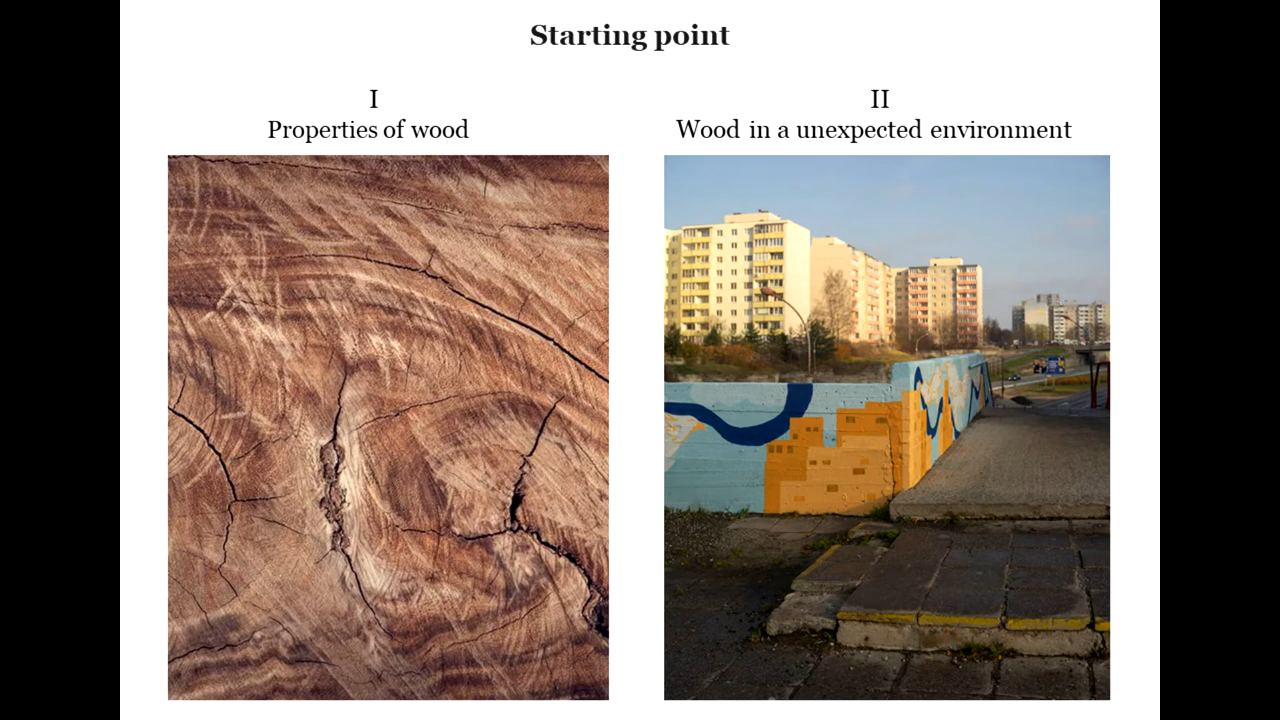 Starting point
I
Properties of wood
II
Wood in a unexpected environment